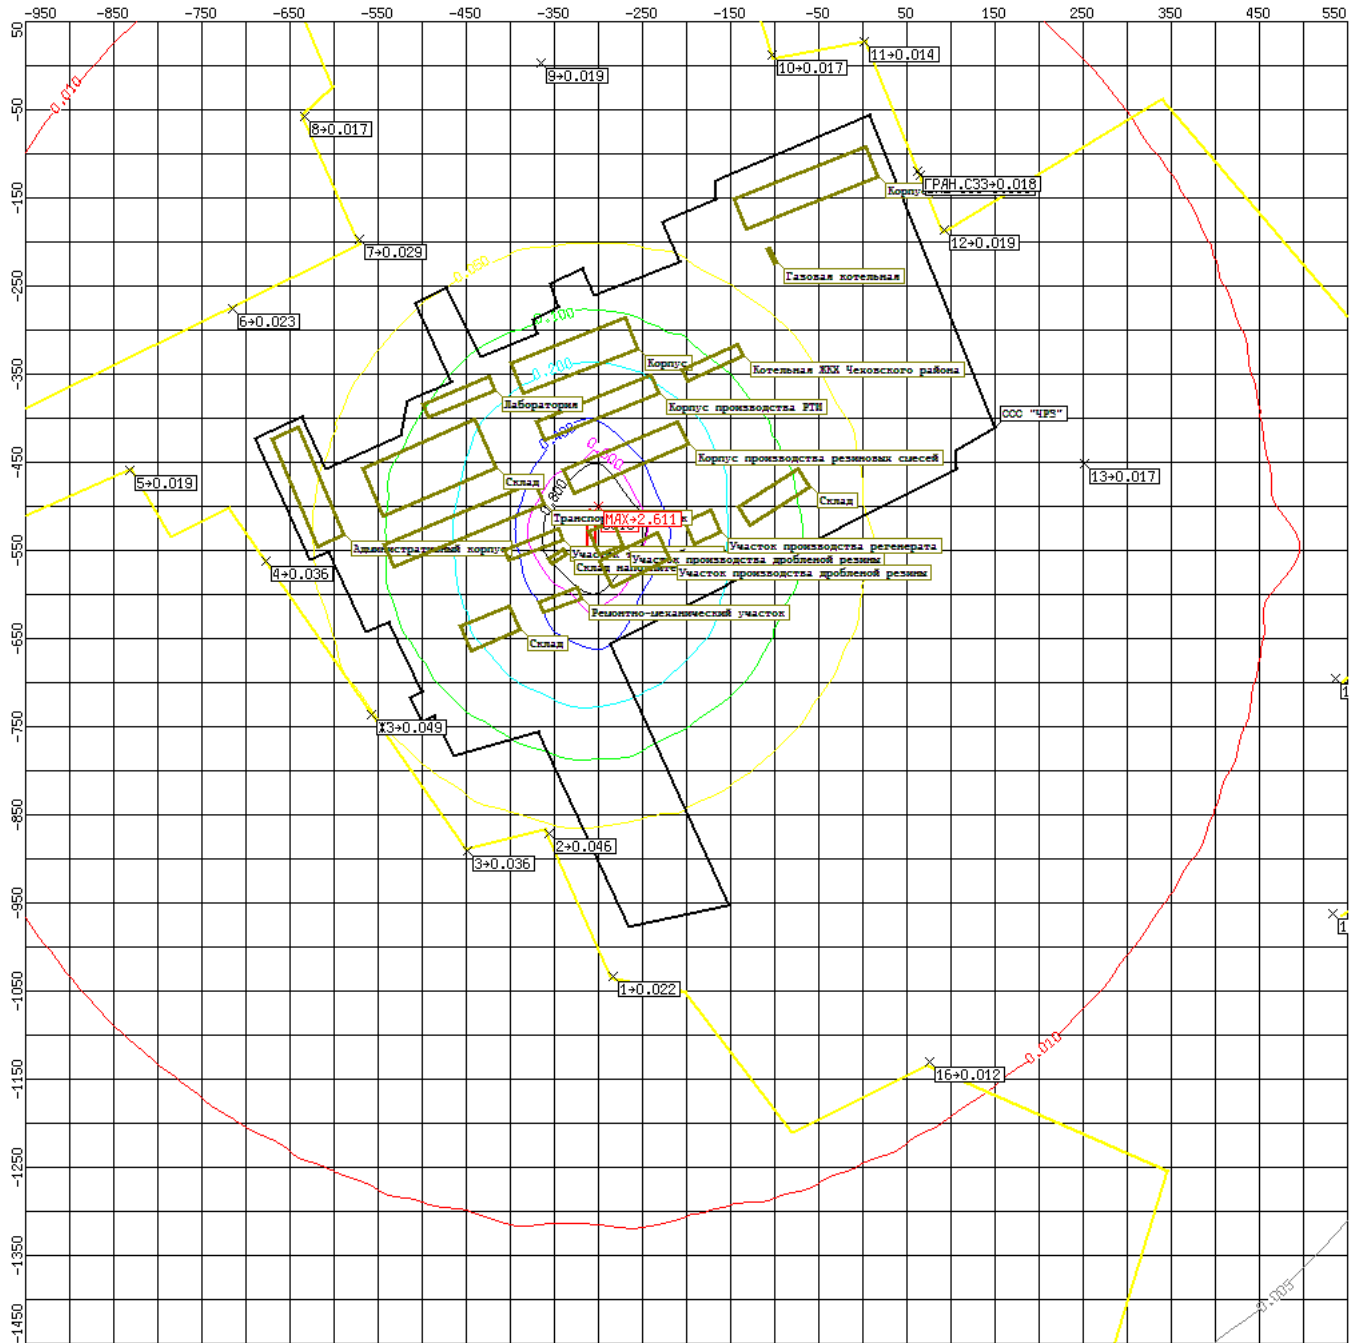 -950 -850 -750 -650 -550 -450 -350 -250 -150 -50 50 150 250 350 450 550
50
-50
-150
-250
-350
-450
-550
-650
-750
-850
-950
-1050
-1150
-1250
-1350
-1450
11→0.014
10→0.017
9→0.019
0.010
8→0.017
ГРАН.СЗЗ→0.018
Корпус
12→0.019
7→0.029
0.050
Газовая котельная
6→0.023
0.100
Корпус
0.200
Котельная ЖКХ Чеховского района
Лаборатория
Корпус производства РТИ
ООО "ЧРЗ"
0.400
Корпус производства резиновых смесей
13→0.017
5→0.019
Склад
0.800
Склад
MAX→2.611
Участок производства регенерата
Административный корпус
Участок производства дробленой резины
4→0.036
Участок производства дробленой резины
Ремонтно-механический участок
Склад
Ж3→0.049
2→0.046
3→0.036
1→0.022
0.010
16→0.012
0.005